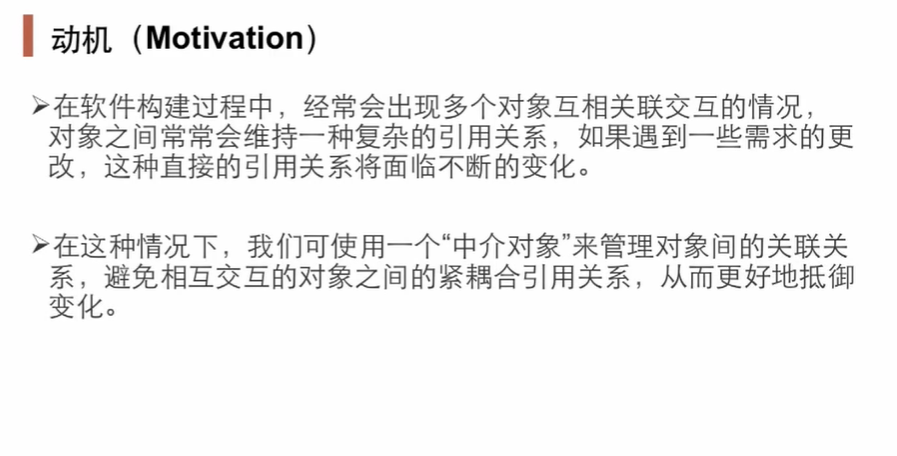 动机（Motivation）
➢在软件构建过程中，经常会出现多个对象互相关联交互的情况，
对象之间常常会维持一种复杂的引用关系，如果遇到一些需求的更
改，这种直接的引用关系将面临不断的变化。
➢在这种情况下，我们可使用一个“中介对象”来管理对象间的关联关
系，避免相互交互的对象之间的紧耦合引用关系，从而更好地抵御
变化。